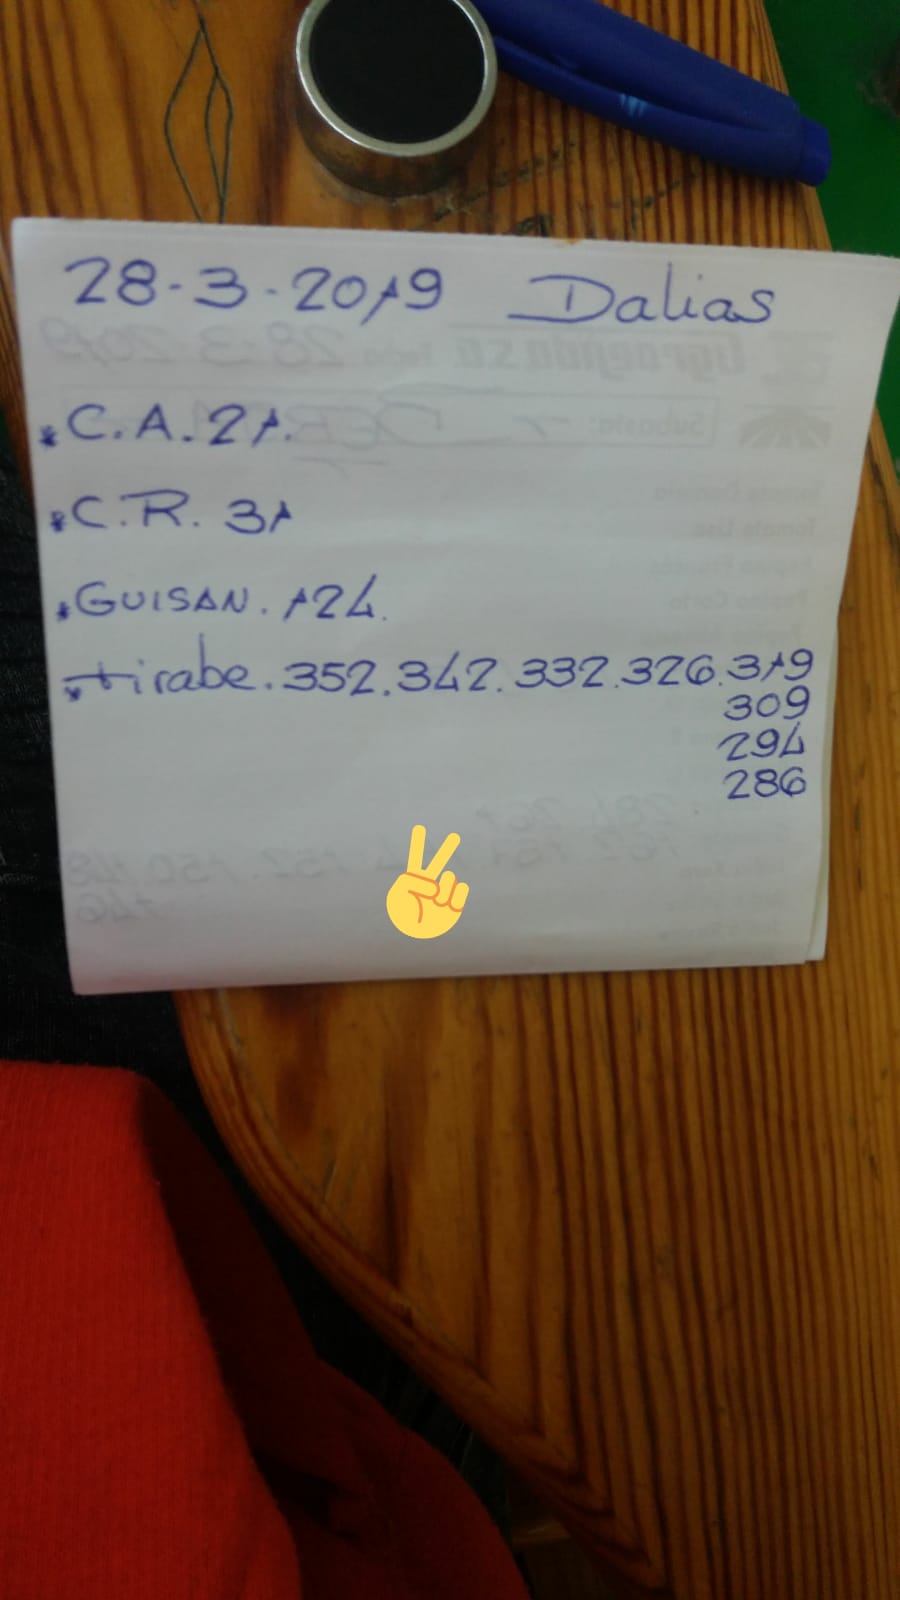 28-3-2019 Dalias
*C.A. 21.
*C.R. 31
*GUISAN. 124.
*tirabe. 352.342.332.326.319
309
294
286